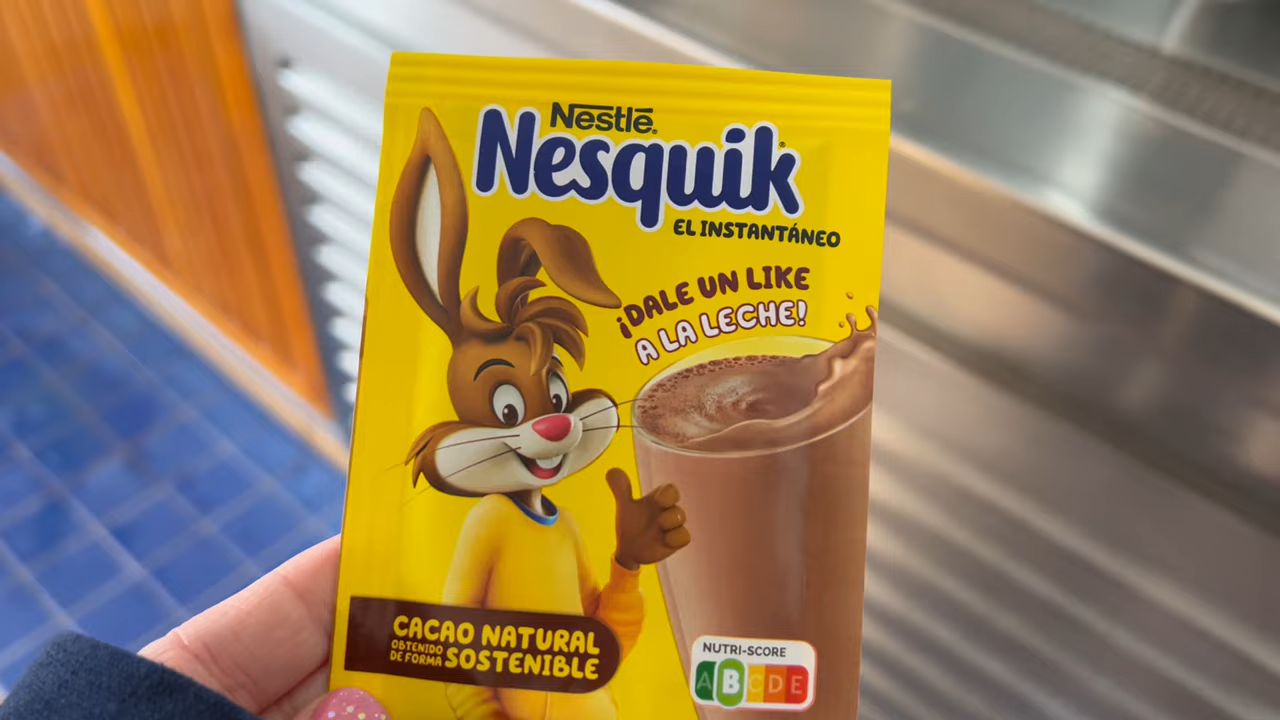 Nestlé
Nesquik
EL INSTANTÁNEO
¡DALE UN LIKE
A LA LECHE!
CACAO NATURAL
OBTENIDO
DE FORMA SOSTENIBLE
NUTRI-SCORE
A B C D E